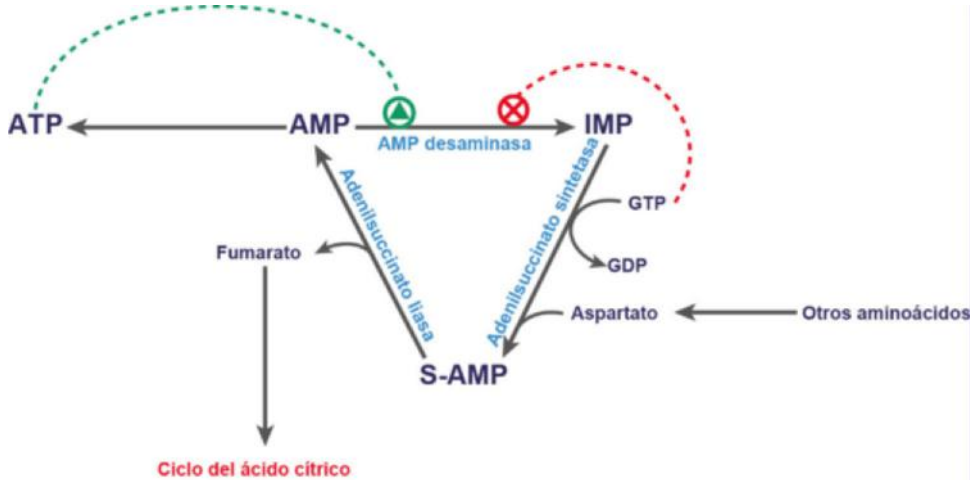 ATP
AMP
IMP
AMP desaminasa
Adenilsuccinato liasa
Adenilsuccinato sintetasa
GTP
Fumarato
GDP
Aspartato
Otros aminoácidos
S-AMP
Ciclo del ácido cítrico